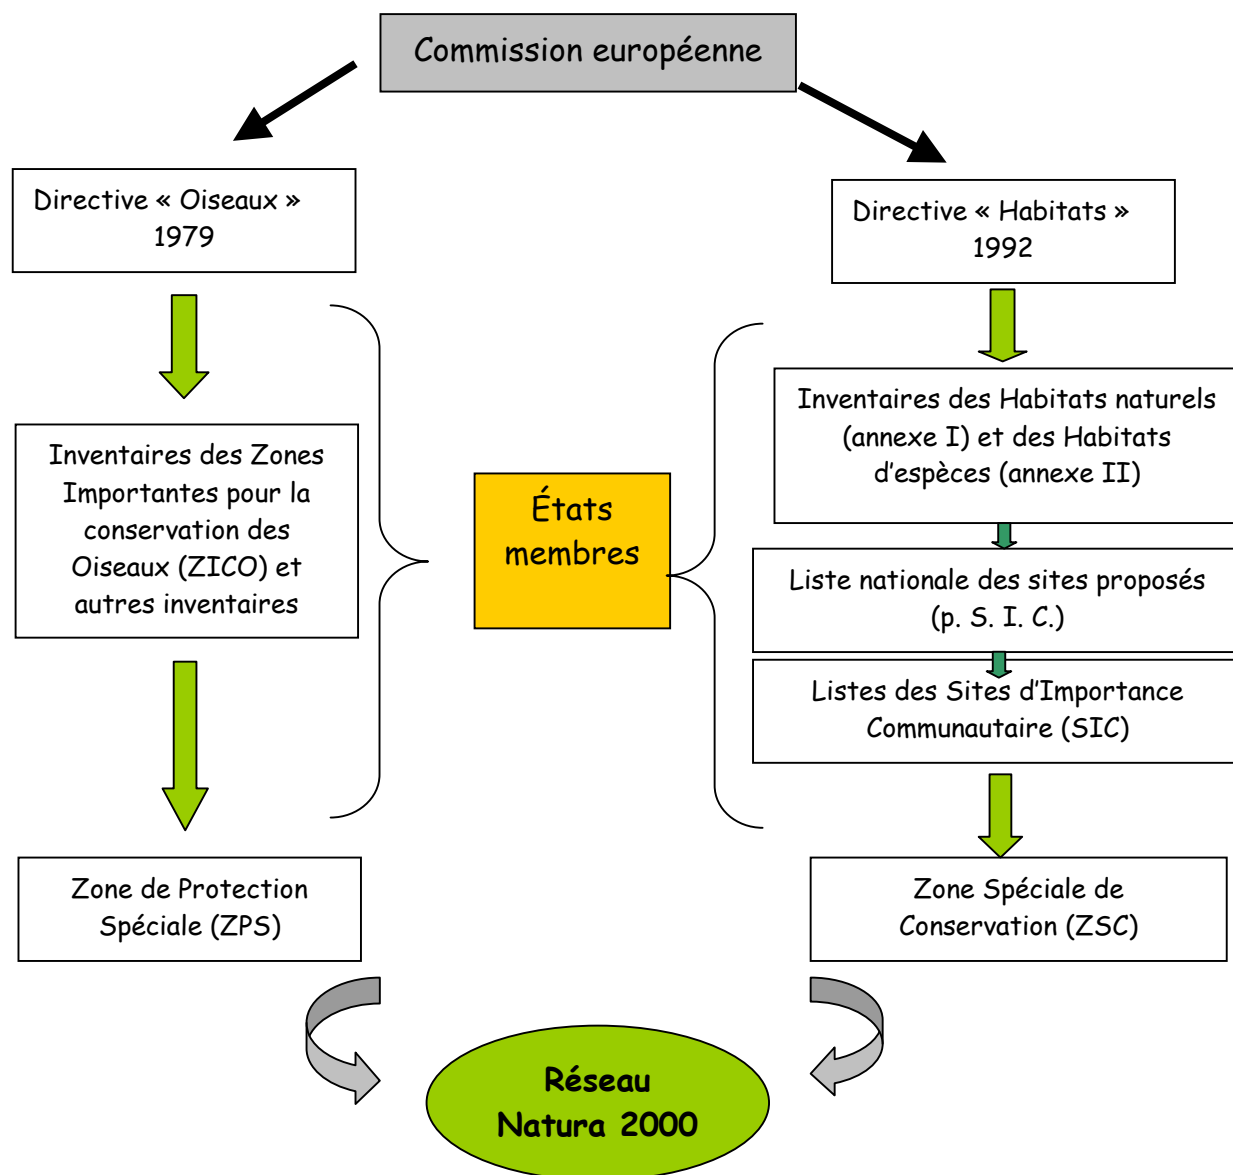 Commission européenne
Directive « Oiseaux »
1979
Directive « Habitats »
1992
Inventaires des Zones
Importantes pour la
conservation des
Oiseaux (ZICO) et
autres inventaires
États
membres
Inventaires des Habitats naturels
(annexe I) et des Habitats
d'espèces (annexe II)
Liste nationale des sites proposés
(p. S. I. C.)
Listes des Sites d'Importance
Communautaire (SIC)
Zone de Protection
Spéciale (ZPS)
Zone Spéciale de
Conservation (ZSC)
Réseau
Natura 2000